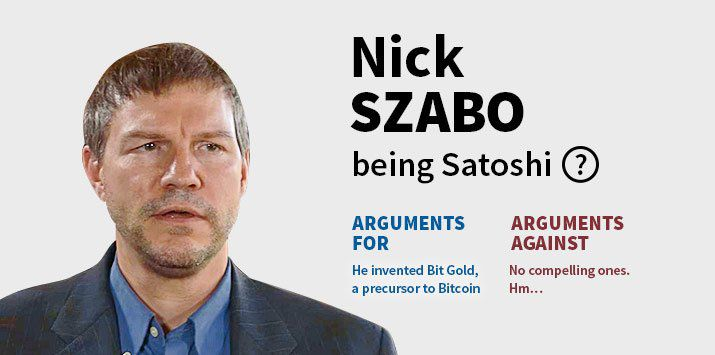 Nick
SZABO
being Satoshi ?
ARGUMENTS
FOR
He invented Bit Gold,
a precursor to Bitcoin
ARGUMENTS
AGAINST
No compelling ones.
Hm...